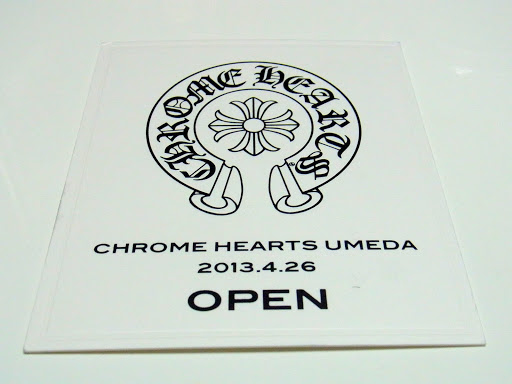 CHROME HEARTS
CHROME HEARTS UMEDA
2013.4.26
OPEN